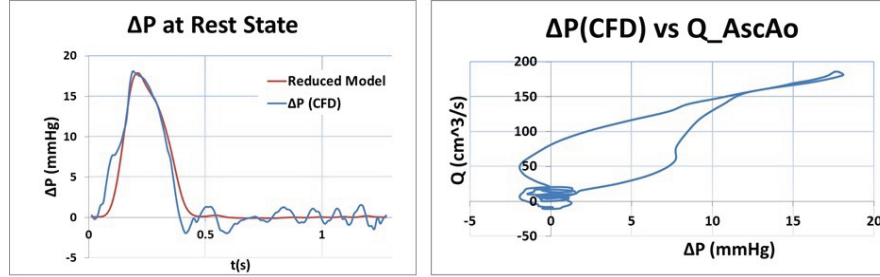 ΔP at Rest State
20
15
10
5
0
-5
ΔP (mmHg)
0
0.5
1
t(s)
Reduced Model
ΔP (CFD)
ΔP(CFD) vs Q_AscAo
200
150
100
50
0
-50
Q (cm^3/s)
-5
0
5
10
15
20
ΔP (mmHg)